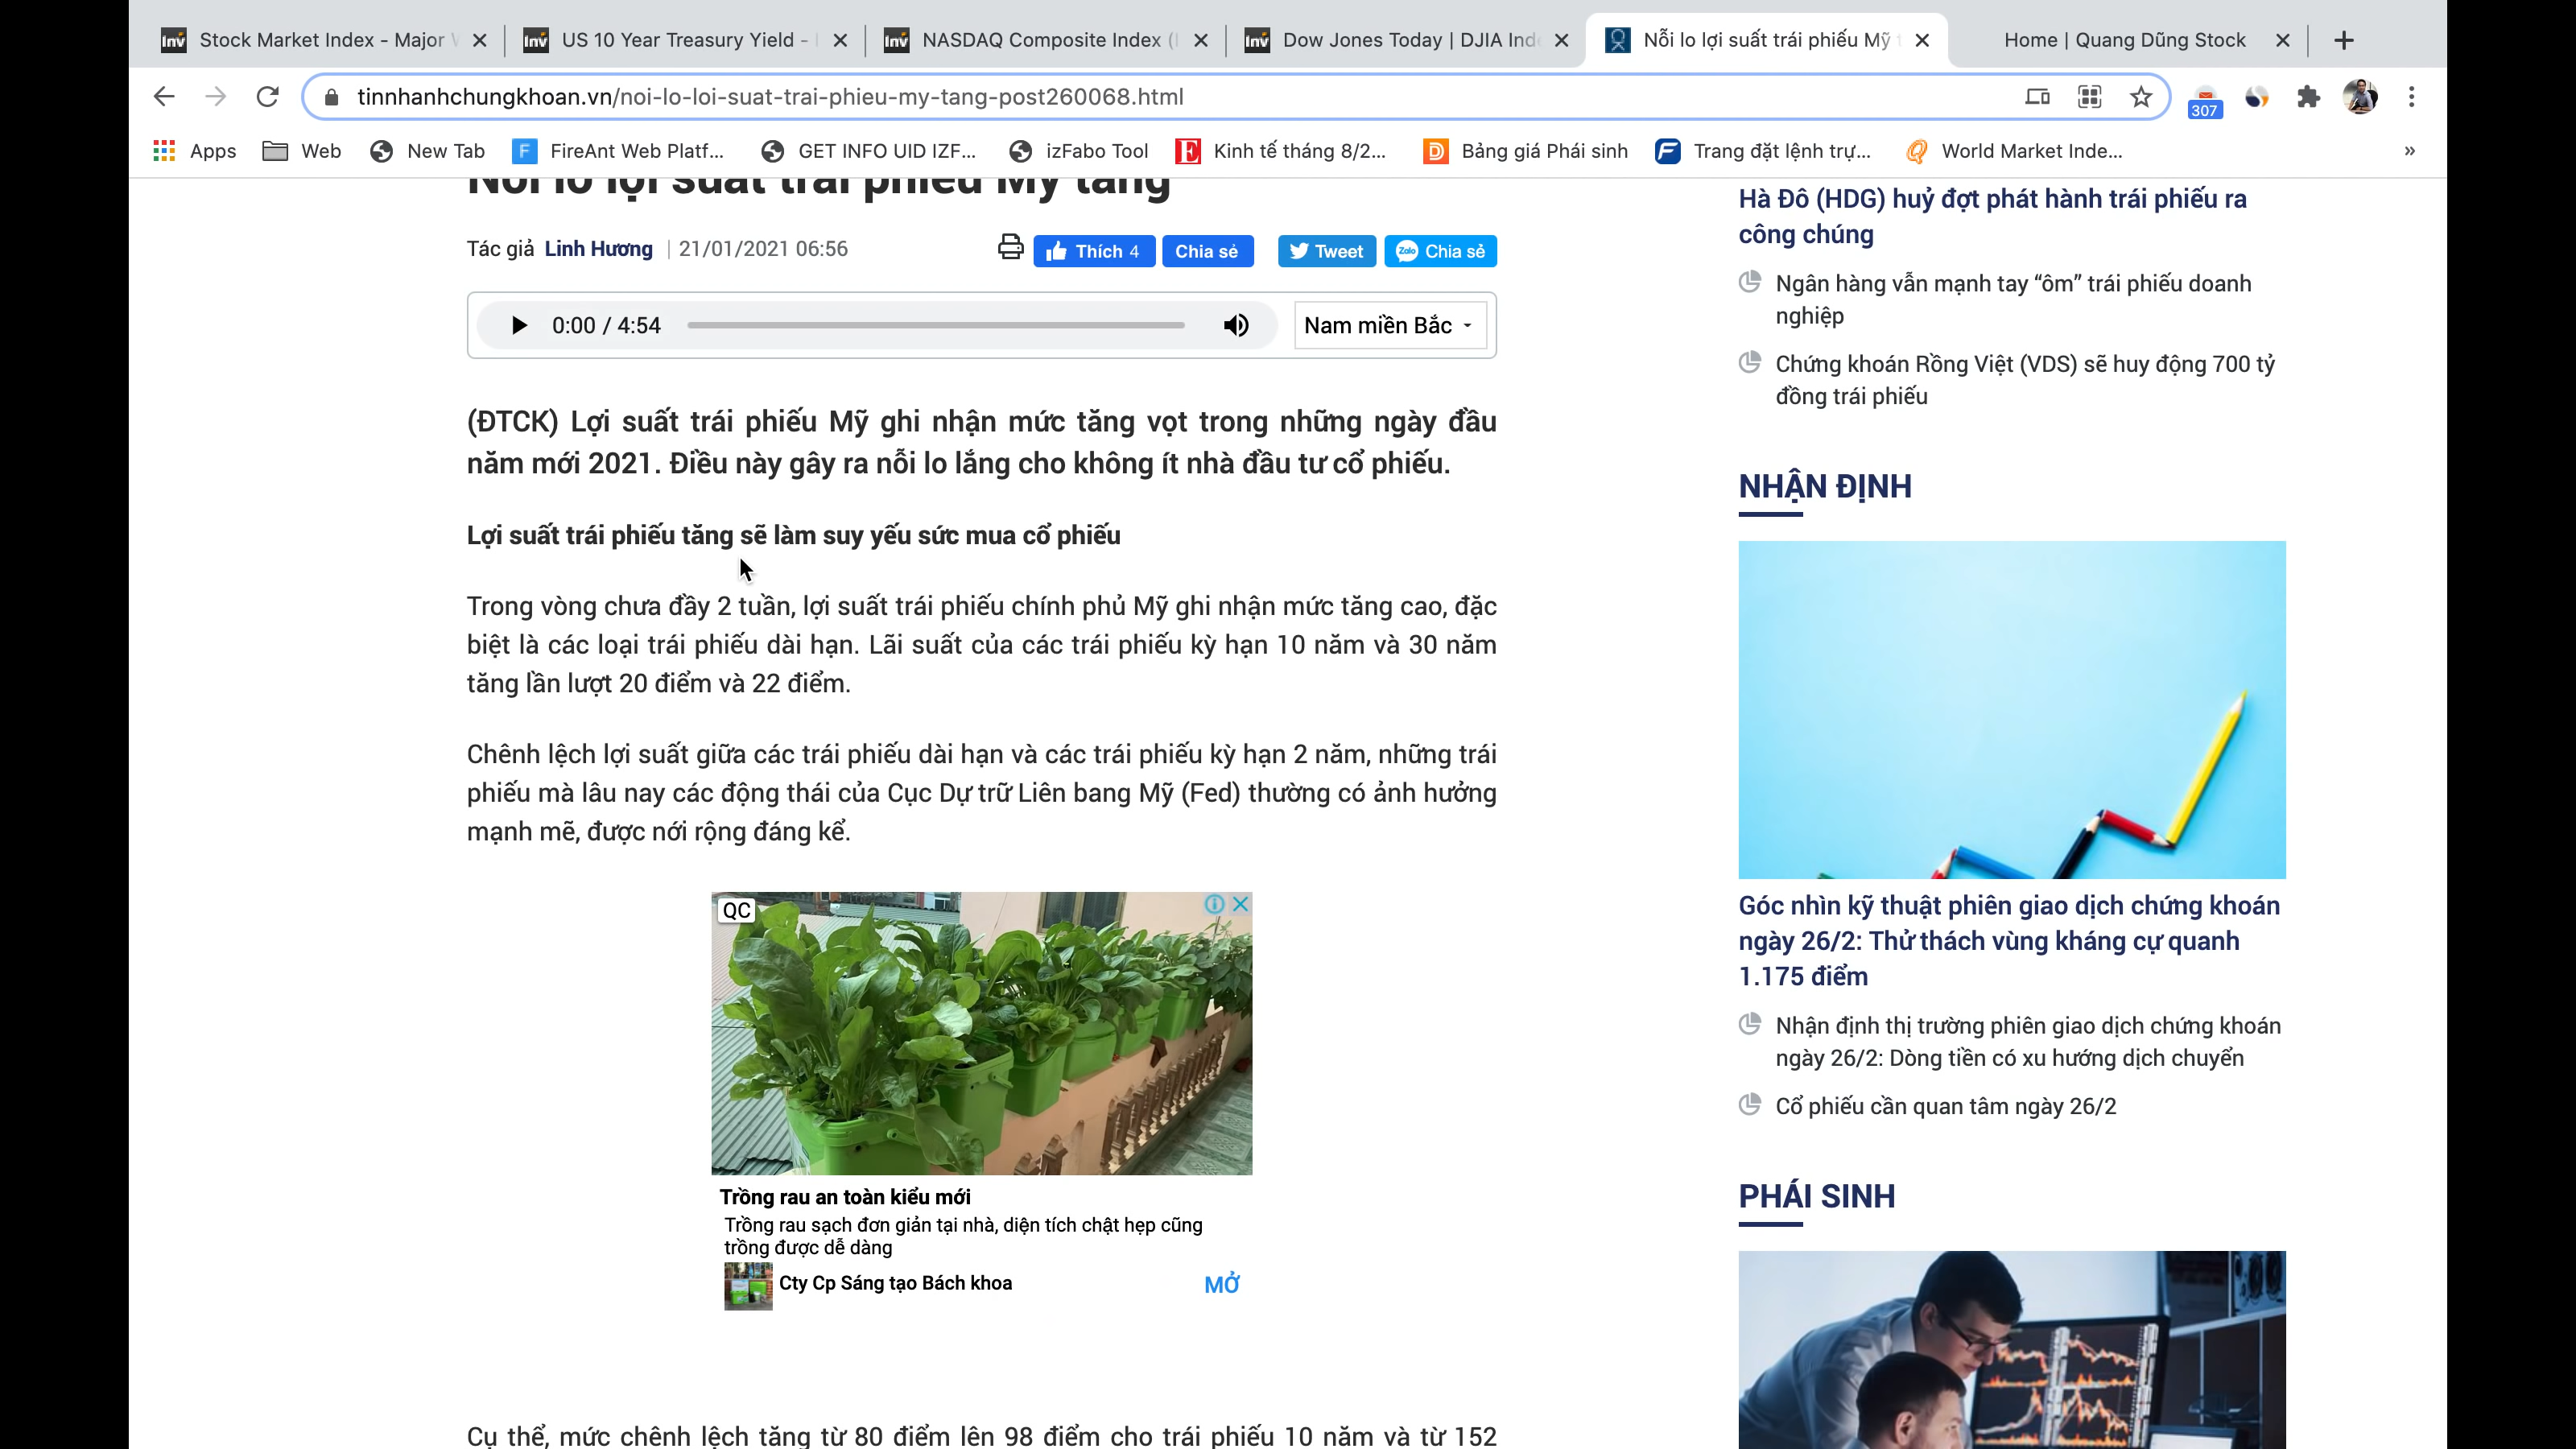 Stock Market Index - Major W
US 10 Year Treasury Yield -
NASDAQ Composite Index (I
Dow Jones Today | DJIA Inde
Nỗi lo lợi suất trái phiếu Mỹ t
Home | Quang Dũng Stock
tinnhanhchungkhoan.vn/noi-lo-loi-suat-trai-phieu-my-tang-post260068.html
307
Apps
Web
New Tab
FireAnt Web Platf...
GET INFO UID IZF...
izFabo Tool
Kinh tế tháng 8/2...
Bảng giá Phái sinh
Trang đặt lệnh trự...
World Market Inde...
»
Nỗi lo lợi suất trái phiếu Mỹ tăng
Tác giả Linh Hương | 21/01/2021 06:56
Thích 4
Chia sẻ
Tweet
Zalo
Chia sẻ
0:00 / 4:54
Nam miền Bắc
(ĐTCK) Lợi suất trái phiếu Mỹ ghi nhận mức tăng vọt trong những ngày đầu
năm mới 2021. Điều này gây ra nỗi lo lắng cho không ít nhà đầu tư cổ phiếu.
Lợi suất trái phiếu tăng sẽ làm suy yếu sức mua cổ phiếu
Trong vòng chưa đầy 2 tuần, lợi suất trái phiếu chính phủ Mỹ ghi nhận mức tăng cao, đặc
biệt là các loại trái phiếu dài hạn. Lãi suất của các trái phiếu kỳ hạn 10 năm và 30 năm
tăng lần lượt 20 điểm và 22 điểm.
Chênh lệch lợi suất giữa các trái phiếu dài hạn và các trái phiếu kỳ hạn 2 năm, những trái
phiếu mà lâu nay các động thái của Cục Dự trữ Liên bang Mỹ (Fed) thường có ảnh hưởng
mạnh mẽ, được nới rộng đáng kể.
QC
Trồng rau an toàn kiểu mới
Trồng rau sạch đơn giản tại nhà, diện tích chật hẹp cũng
trồng được dễ dàng
Cty Cp Sáng tạo Bách khoa
MỞ
Cụ thể, mức chênh lệch tăng từ 80 điểm lên 98 điểm cho trái phiếu 10 năm và từ 152
Hà Đô (HDG) huỷ đợt phát hành trái phiếu ra
công chúng
Ngân hàng vẫn mạnh tay “ôm” trái phiếu doanh
nghiệp
Chứng khoán Rồng Việt (VDS) sẽ huy động 700 tỷ
đồng trái phiếu
NHẬN ĐỊNH
Góc nhìn kỹ thuật phiên giao dịch chứng khoán
ngày 26/2: Thử thách vùng kháng cự quanh
1.175 điểm
Nhận định thị trường phiên giao dịch chứng khoán
ngày 26/2: Dòng tiền có xu hướng dịch chuyển
Cổ phiếu cần quan tâm ngày 26/2
PHÁI SINH